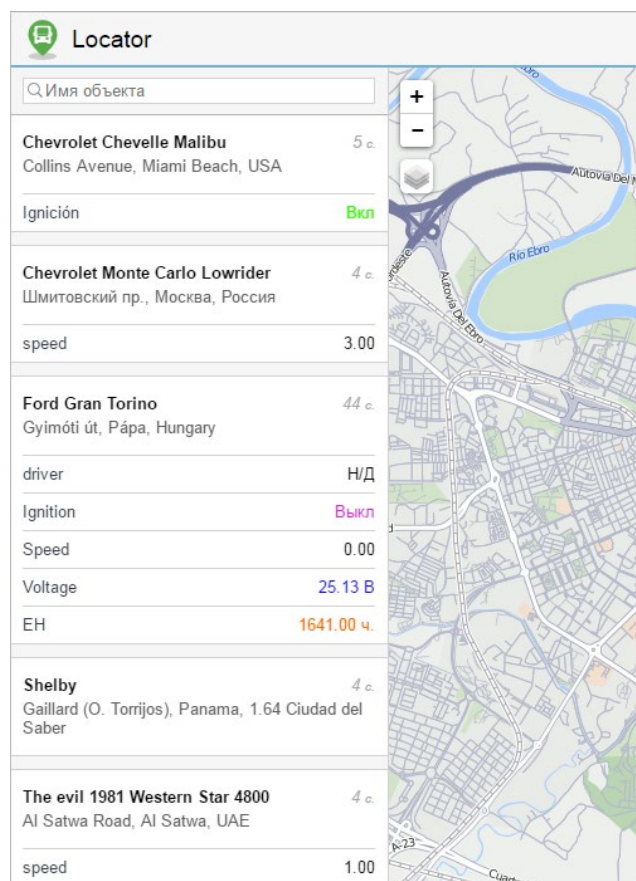 Locator
Имя объекта
Chevrolet Chevelle Malibu 5 с.
Collins Avenue, Miami Beach, USA
Ignición Вкл
Chevrolet Monte Carlo Lowrider 4 с.
Шмитовский пр., Москва, Россия
speed 3.00
Ford Gran Torino 44 с.
Gyimóti út, Pápa, Hungary
driver Н/Д
Ignition Выкл
Speed 0.00
Voltage 25.13 В
EH 1641.00 ч.
Shelby 4 с.
Gaillard (O. Torrijos), Panama, 1.64 Ciudad del
Saber
The evil 1981 Western Star 4800 4 с.
Al Satwa Road, Al Satwa, UAE
speed 1.00
+
−
Autovía Del N
Río Ebro
Autovía Del Ebro
A-23
Cuart